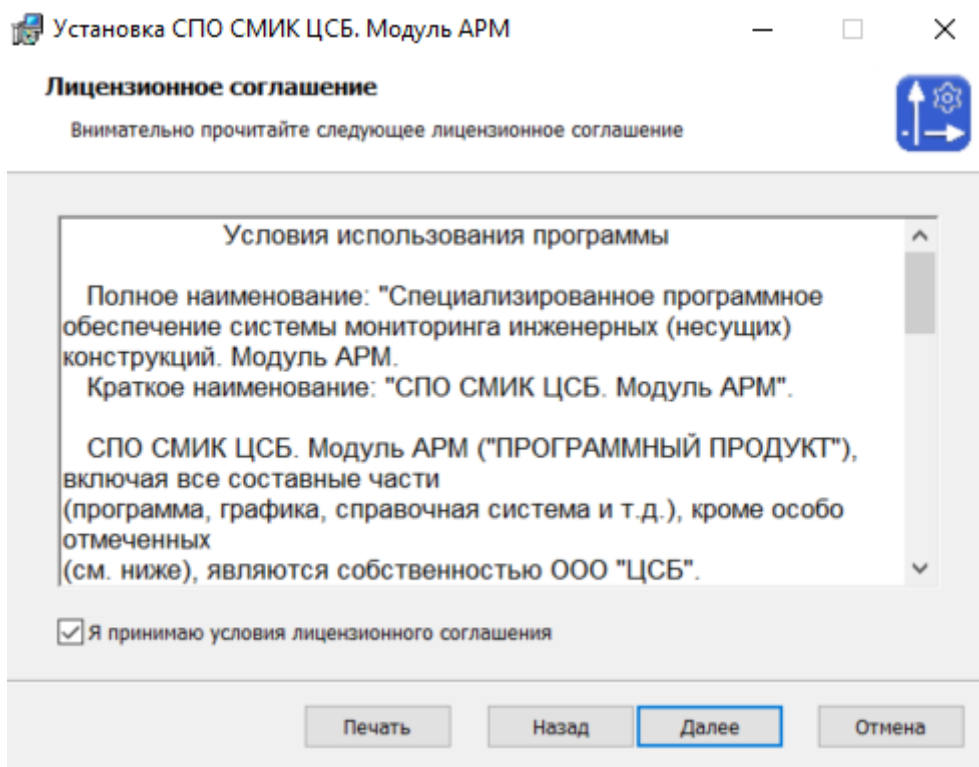 Установка СПО СМИК ЦСБ. Модуль АРМ
Лицензионное соглашение
Внимательно прочитайте следующее лицензионное соглашение
Условия использования программы
Полное наименование: "Специализированное программное
обеспечение системы мониторинга инженерных (несущих)
конструкций. Модуль АРМ.
Краткое наименование: "СПО СМИК ЦСБ. Модуль АРМ".
СПО СМИК ЦСБ. Модуль АРМ ("ПРОГРАММНЫЙ ПРОДУКТ"),
включая все составные части
(программа, графика, справочная система и т.д.), кроме особо
отмеченных
(см. ниже), являются собственностью ООО "ЦСБ".
Я принимаю условия лицензионного соглашения
Печать Назад Далее Отмена